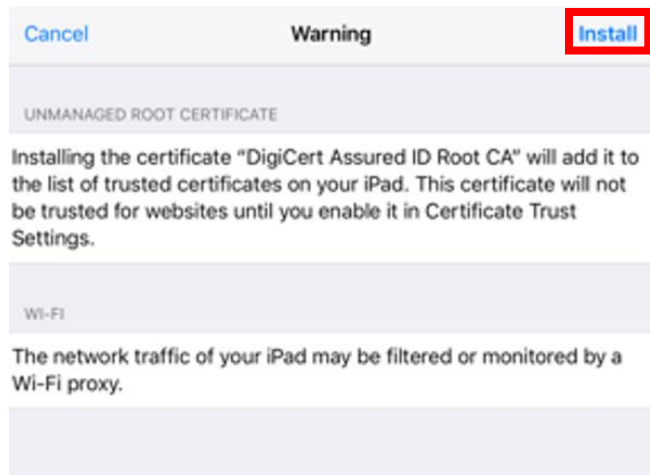 Cancel Warning Install
UNMANAGED ROOT CERTIFICATE
Installing the certificate “DigiCert Assured ID Root CA” will add it to
the list of trusted certificates on your iPad. This certificate will not
be trusted for websites until you enable it in Certificate Trust
Settings.
WI-FI
The network traffic of your iPad may be filtered or monitored by a
Wi-Fi proxy.